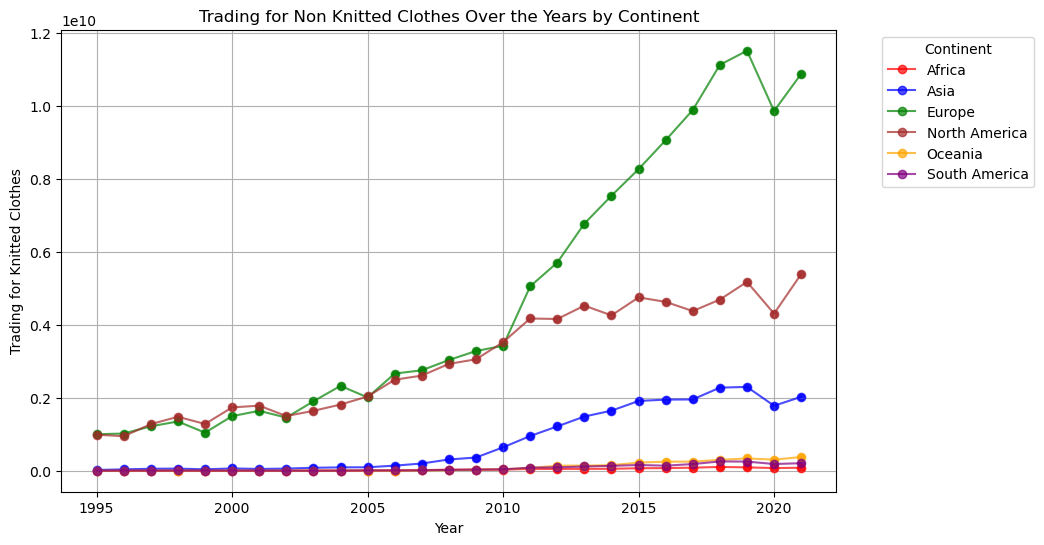 Trading for Non Knitted Clothes Over the Years by Continent
1e10
1.2
1.0
0.8
0.6
0.4
0.2
0.0
Trading for Knitted Clothes
1995
2000
2005
2010
2015
2020
Year
Continent
Africa
Asia
Europe
North America
Oceania
South America